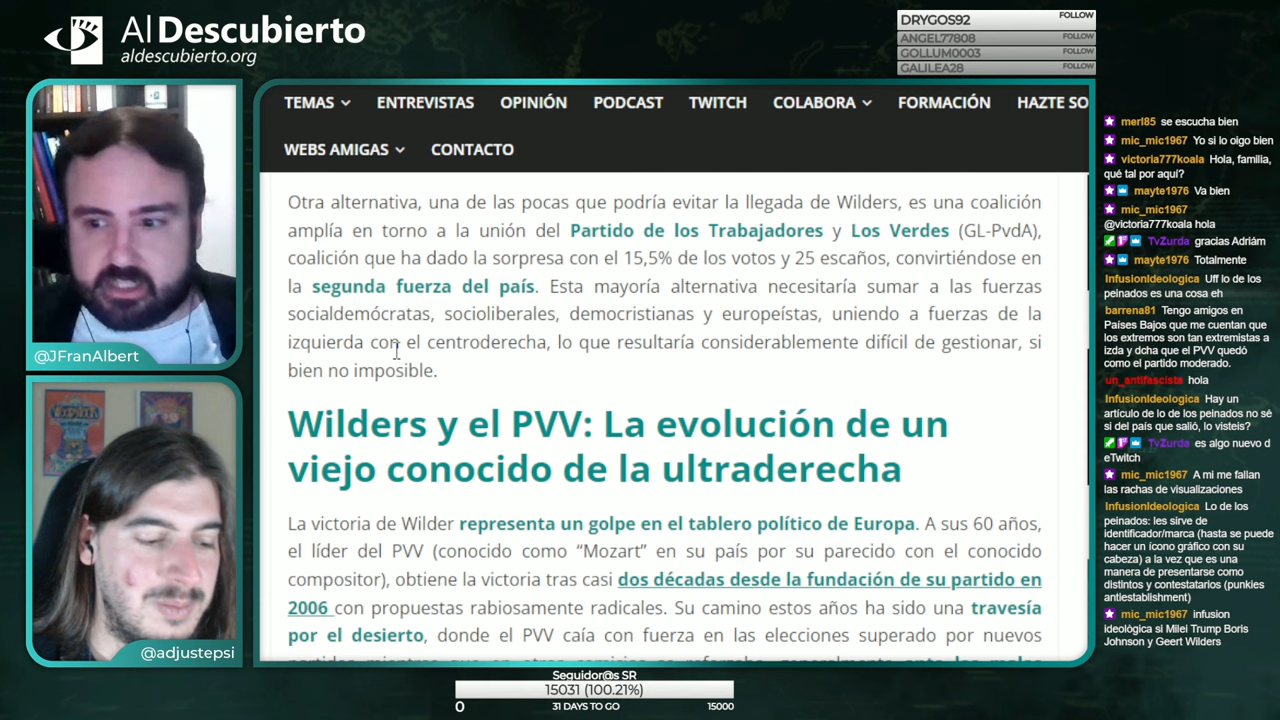 Al Descubierto
aldescubierto.org
DRYGOS92 FOLLOW
ANGEL77808 FOLLOW
GOLLUM0003 FOLLOW
GALILEA28 FOLLOW
TEMAS ENTREVISTAS OPINIÓN PODCAST TWITCH COLABORA FORMACIÓN HAZTE SO
WEBS AMIGAS CONTACTO
Otra alternativa, una de las pocas que podría evitar la llegada de Wilders, es una coalición
amplía en torno a la unión del Partido de los Trabajadores y Los Verdes (GL-PvdA),
coalición que ha dado la sorpresa con el 15,5% de los votos y 25 escaños, convirtiéndose en
la segunda fuerza del país. Esta mayoría alternativa necesitaría sumar a las fuerzas
socialdemócratas, socioliberales, democristianas y europeístas, uniendo a fuerzas de la
izquierda con el centroderecha, lo que resultaría considerablemente difícil de gestionar, si
bien no imposible.
Wilders y el PVV: La evolución de un
viejo conocido de la ultraderecha
La victoria de Wilder representa un golpe en el tablero político de Europa. A sus 60 años,
el líder del PVV (conocido como “Mozart” en su país por su parecido con el conocido
compositor), obtiene la victoria tras casi dos décadas desde la fundación de su partido en
2006 con propuestas rabiosamente radicales. Su camino estos años ha sido una travesía
por el desierto, donde el PVV caía con fuerza en las elecciones superado por nuevos
@JFranAlbert
@adjustepsi
merl85 se escucha bien
mic_mic1967 Yo si lo oigo bien
victoria777koala Hola, familia,
qué tal por aquí?
mayte1976 Va bien
mic_mic1967
@victoria777koala hola
TvZurda gracias Adriám
mayte1976 Totalmente
InfusionIdeologica Uff lo de los
peinados es una cosa eh
barrena81 Tengo amigos en
Países Bajos que me cuentan que
los extremos son tan extremistas a
izda y dcha que el PVV quedó
como el partido moderado.
un_antifascista hola
InfusionIdeologica Hay un
artículo de lo de los peinados no sé
si del país que salió, lo visteis?
TvZurda es algo nuevo d
eTwitch
mic_mic1967 A mi me fallan
las rachas de visualizaciones
InfusionIdeologica Lo de los
peinados: les sirve de
identificador/marca (hasta se puede
hacer un ícono gráfico con su
cabeza) a la vez que es una
manera de presentarse como
distintos y contestatarios (punkies
antiestablishment)
mic_mic1967 infusion
ideològica si Milei Trump Boris
Johnson y Geert Wilders
Seguidor@s SR
15031 (100.21%)
0 31 DAYS TO GO 15000